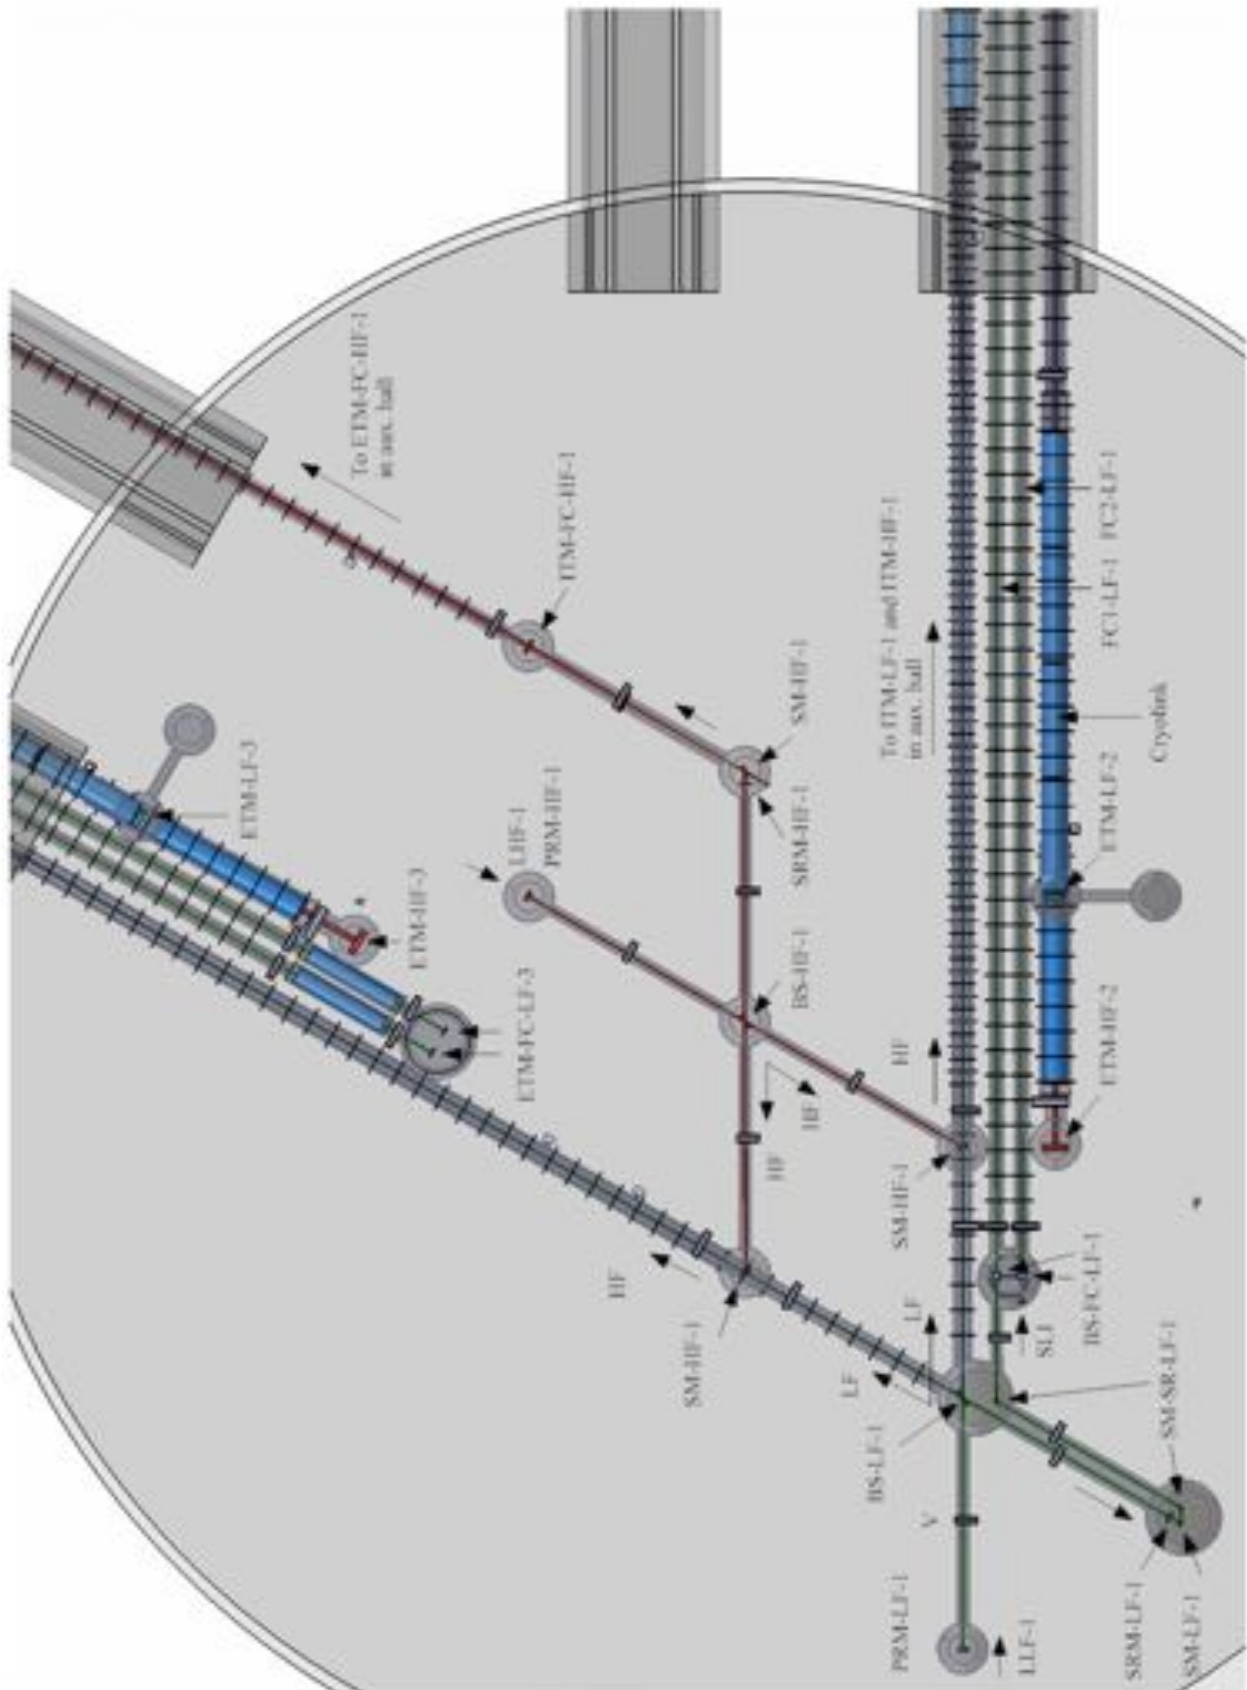 To ETM-FC-HF-1
in aux. hall
ITM-FC-HF-1
SM-HF-1
SRM-HF-1
LHF-1
PRM-HF-1
ETM-LF-3
ETM-HF-3
ETM-FC-LF-3
BS-HF-1
HF
HF
HF
SM-HF-1
LF
To ITM-LF-1 and ITM-HF-1
in aux. hall
HF
SM-HF-1
LF
BS-LF-1
V
PRM-LF-1
FC1-LF-1
FC2-LF-1
Cryolink
ETM-LF-2
ETM-HF-2
BS-FC-LF-1
SM-SR-LF-1
LLF-1
SRM-LF-1
SM-LF-1